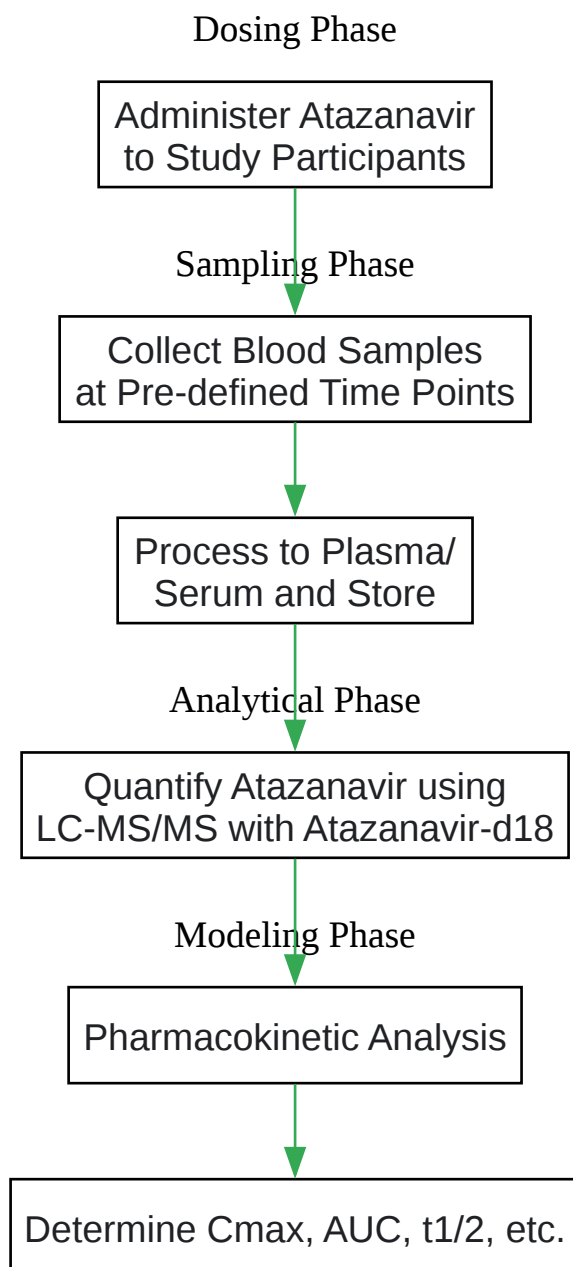 Dosing Phase
Administer Atazanavir
to Study Participants
Sampling Phase
Collect Blood Samples
at Pre-defined Time Points
Process to Plasma/
Serum and Store
Analytical Phase
Quantify Atazanavir using
LC-MS/MS with Atazanavir-d18
Modeling Phase
Pharmacokinetic Analysis
Determine Cmax, AUC, t1/2, etc.